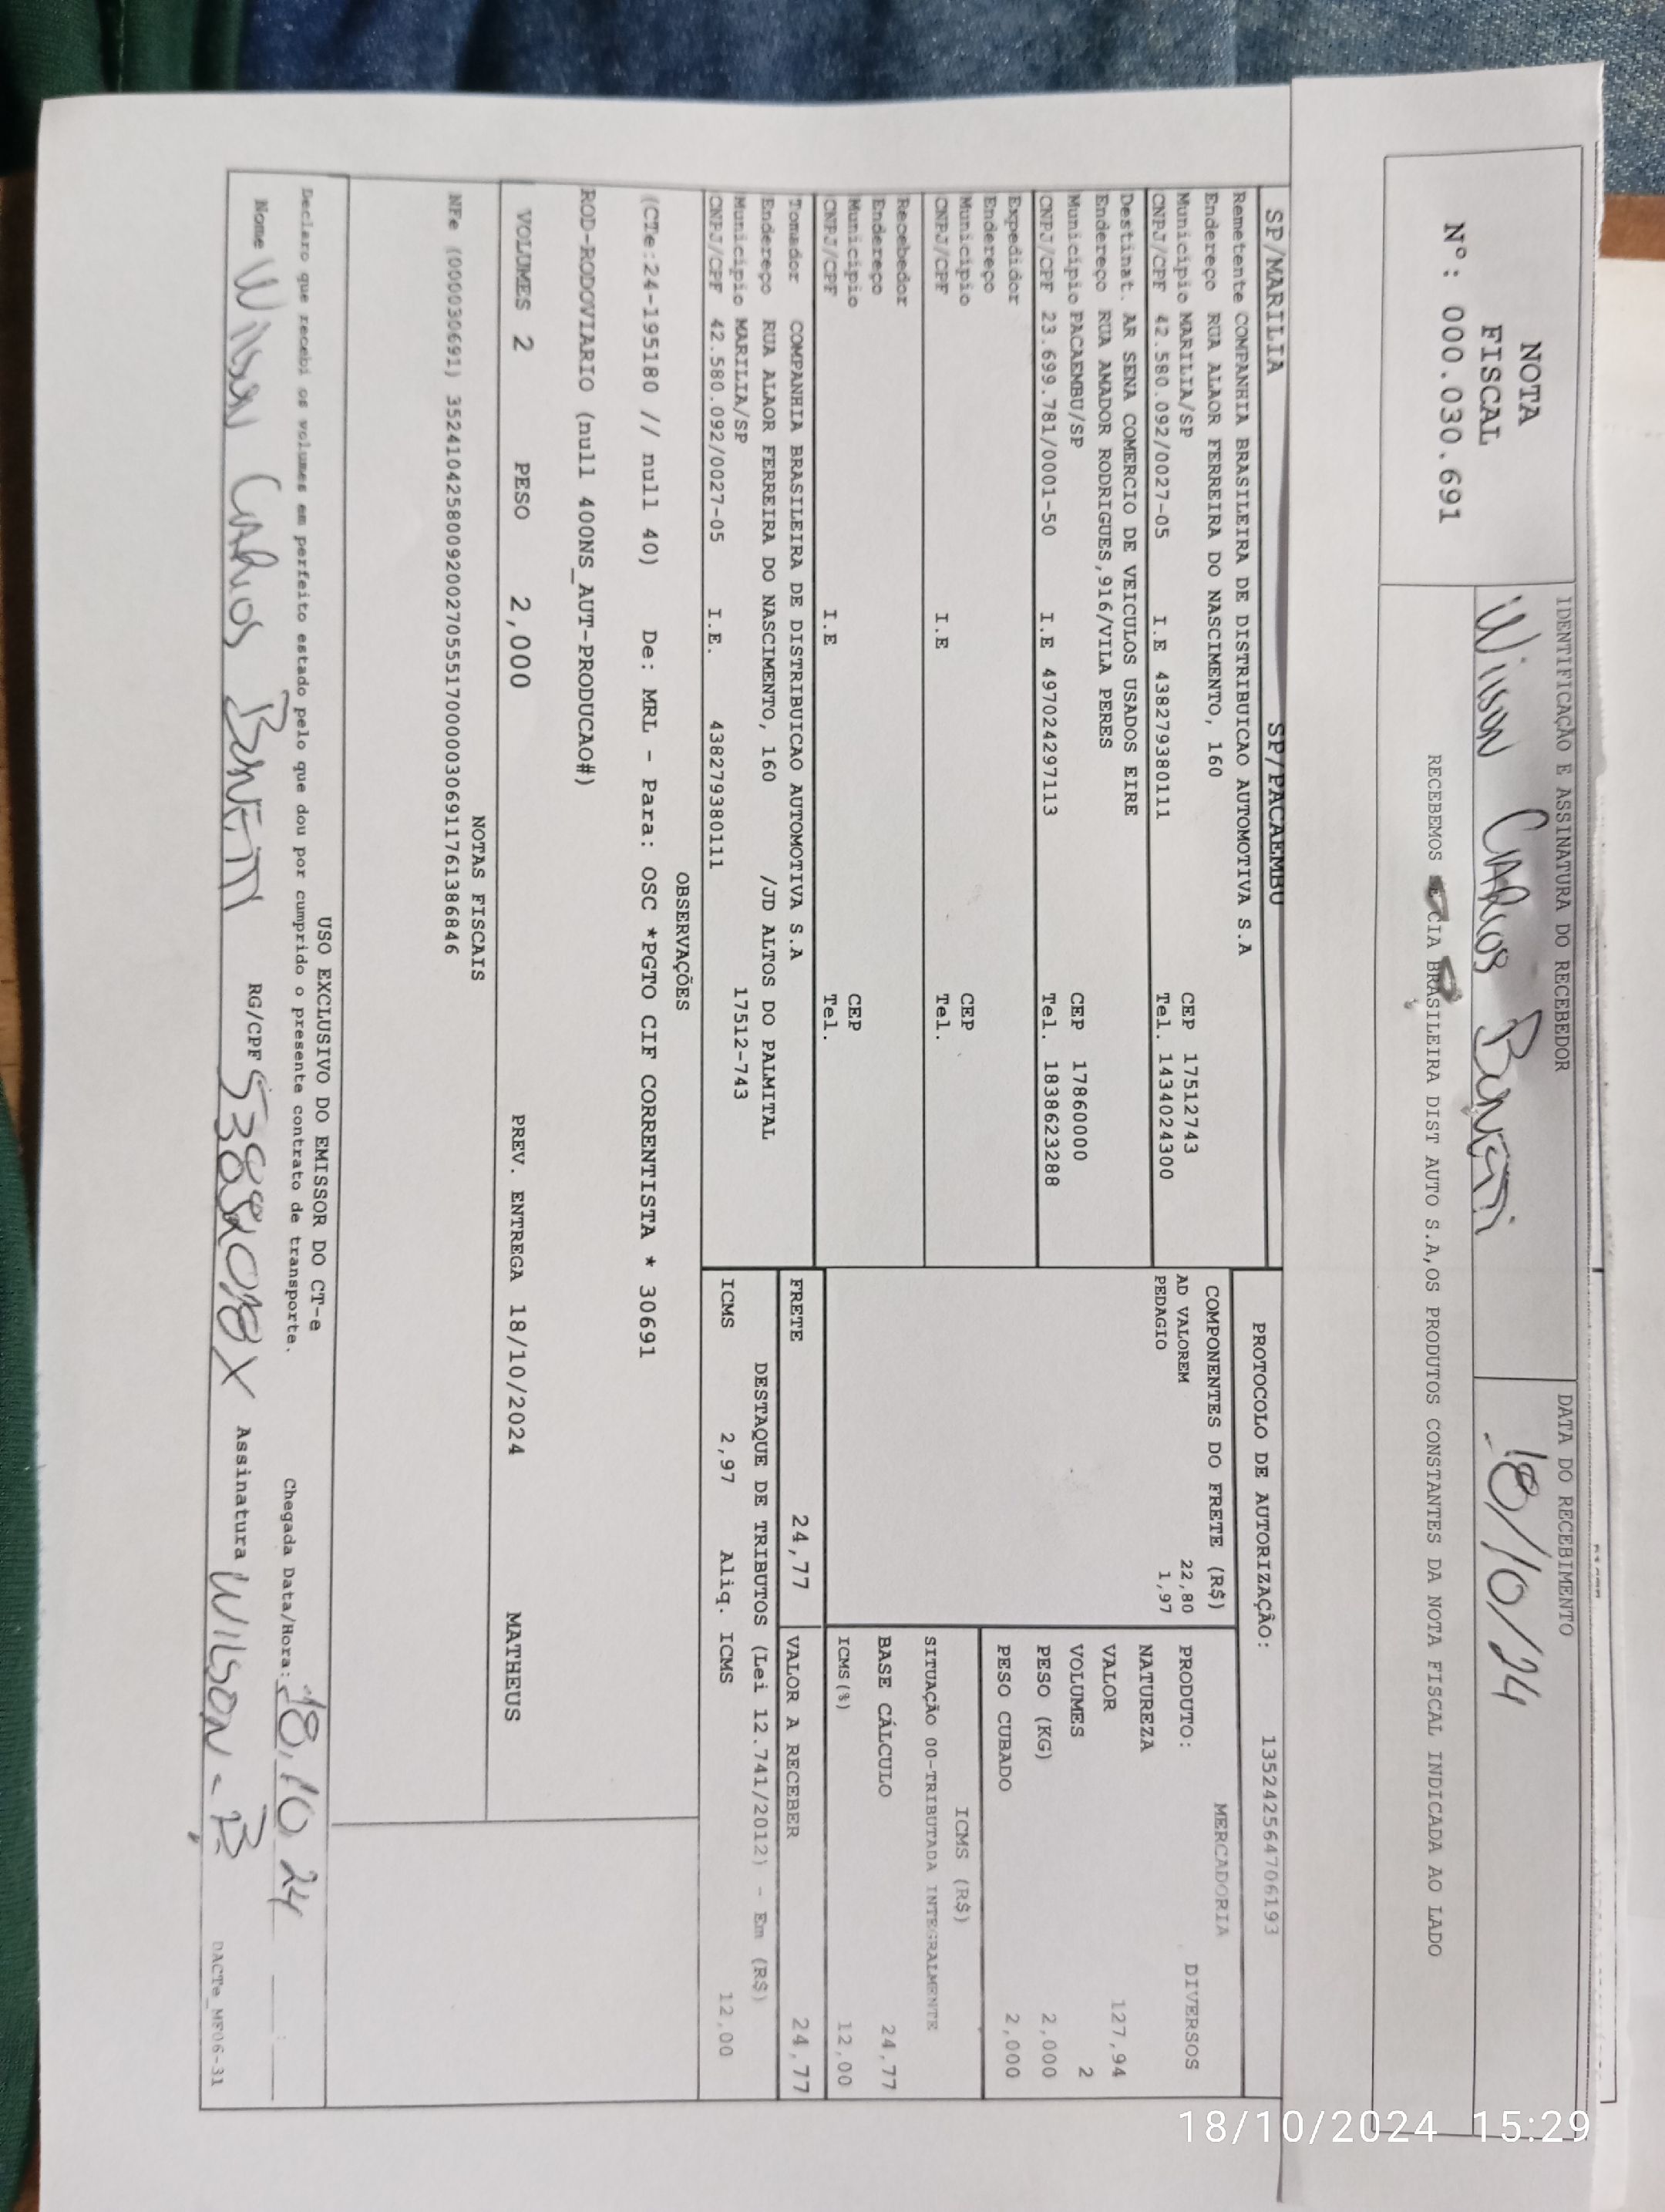 NOTA
FISCAL
Nº: 000.030.691
IDENTIFICAÇÃO E ASSINATURA DO RECEBEDOR
Wilson Carlos Benetti
DATA DO RECEBIMENTO
18/10/24
RECEBEMOS DE CIA BRASILEIRA DIST AUTO S.A,OS PRODUTOS CONSTANTES DA NOTA FISCAL INDICADA AO LADO
SP/MARILIA SP/PACAEMBU
Remetente COMPANHIA BRASILEIRA DE DISTRIBUICAO AUTOMOTIVA S.A
Endereço RUA ALAOR FERREIRA DO NASCIMENTO, 160
Município MARILIA/SP CEP 17512743
CNPJ/CPF 42.580.092/0027-05 I.E 438279380111 Tel. 1434024300
Destinat. AR SENA COMERCIO DE VEICULOS USADOS EIRE
Endereço RUA AMADOR RODRIGUES,916/VILA PERES
Município PACAEMBU/SP CEP 17860000
CNPJ/CPF 23.699.781/0001-50 I.E 497024297113 Tel. 1838623288
Expedidor
Endereço
Município CEP
CNPJ/CPF I.E Tel.
Recebedor
Endereço
Município CEP
CNPJ/CPF I.E Tel.
Tomador COMPANHIA BRASILEIRA DE DISTRIBUICAO AUTOMOTIVA S.A
Endereço RUA ALAOR FERREIRA DO NASCIMENTO, 160 /JD ALTOS DO PALMITAL
Município MARILIA/SP 17512-743
CNPJ/CPF 42.580.092/0027-05 I.E. 438279380111
PROTOCOLO DE AUTORIZAÇÃO: 135242564706193
COMPONENTES DO FRETE (R$)
AD VALOREM 22,80
PEDAGIO 1,97
MERCADORIA
PRODUTO: DIVERSOS
NATUREZA
VALOR 127,94
VOLUMES 2
PESO (KG) 2,000
PESO CUBADO 2,000
ICMS (R$)
SITUAÇÃO 00-TRIBUTADA INTEGRALMENTE
BASE CÁLCULO 24,77
ICMS(%) 12,00
FRETE 24,77 VALOR A RECEBER 24,77
DESTAQUE DE TRIBUTOS (Lei 12.741/2012) - Em (R$)
ICMS 2,97 Aliq. ICMS 12,00
OBSERVAÇÕES
(CTe:24-195180 // null 40) De: MRL - Para: OSC *PGTO CIF CORRENTISTA * 30691
ROD-RODOVIARIO (null 400NS_AUT-PRODUCAO#)
VOLUMES 2 PESO 2,000 PREV. ENTREGA 18/10/2024 MATHEUS
NOTAS FISCAIS
NFe (000030691) 35241042580092002705551700000306911761386846
USO EXCLUSIVO DO EMISSOR DO CT-e
Declaro que recebi os volumes em perfeito estado pelo que dou por cumprido o presente contrato de transporte. Chegada Data/Hora: 18,10 24
Nome Wilson Carlos Benetti RG/CPF Assinatura Wilson - B
DACTe_MF06-31
18/10/2024 15:29